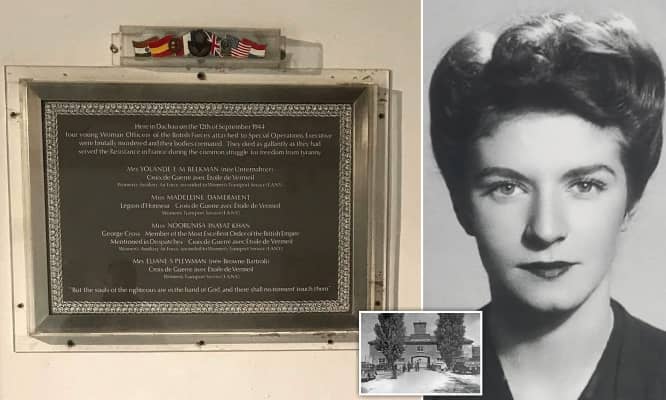 Here in Dachau on the 12th of September 1944
four young Woman Officers of the British Forces attached to Special Operations Executive
were brutally murdered and their bodies cremated. They died as gallantly as they had
served the Resistance in France during the common struggle for freedom from tyranny.
Mrs YOLANDE E M BEEKMAN (née Unternahrer)
Croix de Guerre avec Etoile de Vermeil
Women's Auxiliary Air Force, seconded to Women's Transport Service (F.A.N.Y.)
Miss MADELEINE DAMERMENT
Legion d'Honneur · Croix de Guerre avec Etoile de Vermeil
Women's Transport Service (F.A.N.Y.)
Miss NOORUNISA INAYAT KHAN
George Cross · Member of the Most Excellent Order of the British Empire
Mentioned in Despatches · Croix de Guerre avec Etoile de Vermeil
Women's Auxiliary Air Force, seconded to Women's Transport Service (F.A.N.Y.)
Mrs ELIANE S PLEWMAN (née Browne Bartroli)
Croix de Guerre avec Etoile de Vermeil
Women's Transport Service (F.A.N.Y.)
"But the souls of the righteous are in the hand of God, and there shall no torment touch them"